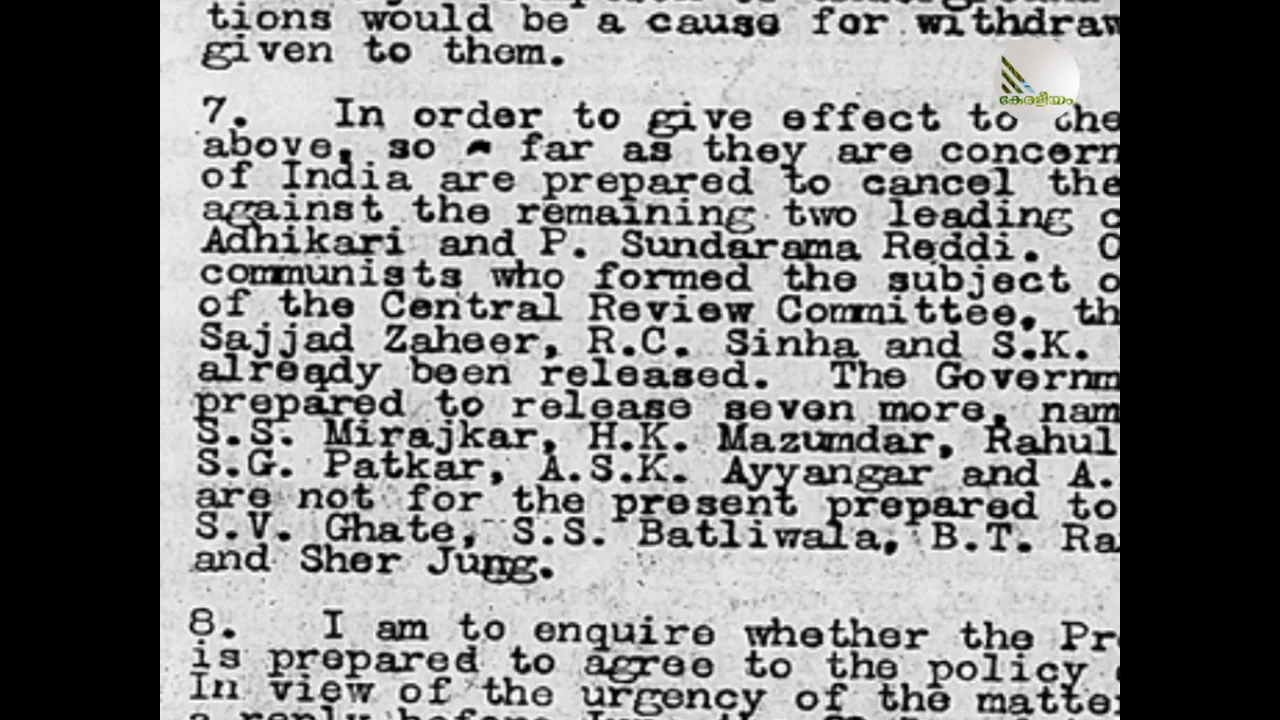 tions would be a cause for withdraw
given to them.
കേരളീയം
7. In order to give effect to the
above, so far as they are concern
of India are prepared to cancel the
against the remaining two leading c
Adhikari and P. Sundarama Reddi. O
communists who formed the subject o
of the Central Review Committee, th
Sajjad Zaheer, R.C. Sinha and S.K.
already been released. The Governm
prepared to release seven more, nam
S.S. Mirajkar, H.K. Mazumdar, Rahul
S.G. Patkar, A.S.K. Ayyangar and A.
are not for the present prepared to
S.V. Ghate, S.S. Batliwala, B.T. Ra
and Sher Jung.
8. I am to enquire whether the Pr
is prepared to agree to the policy
In view of the urgency of the matter